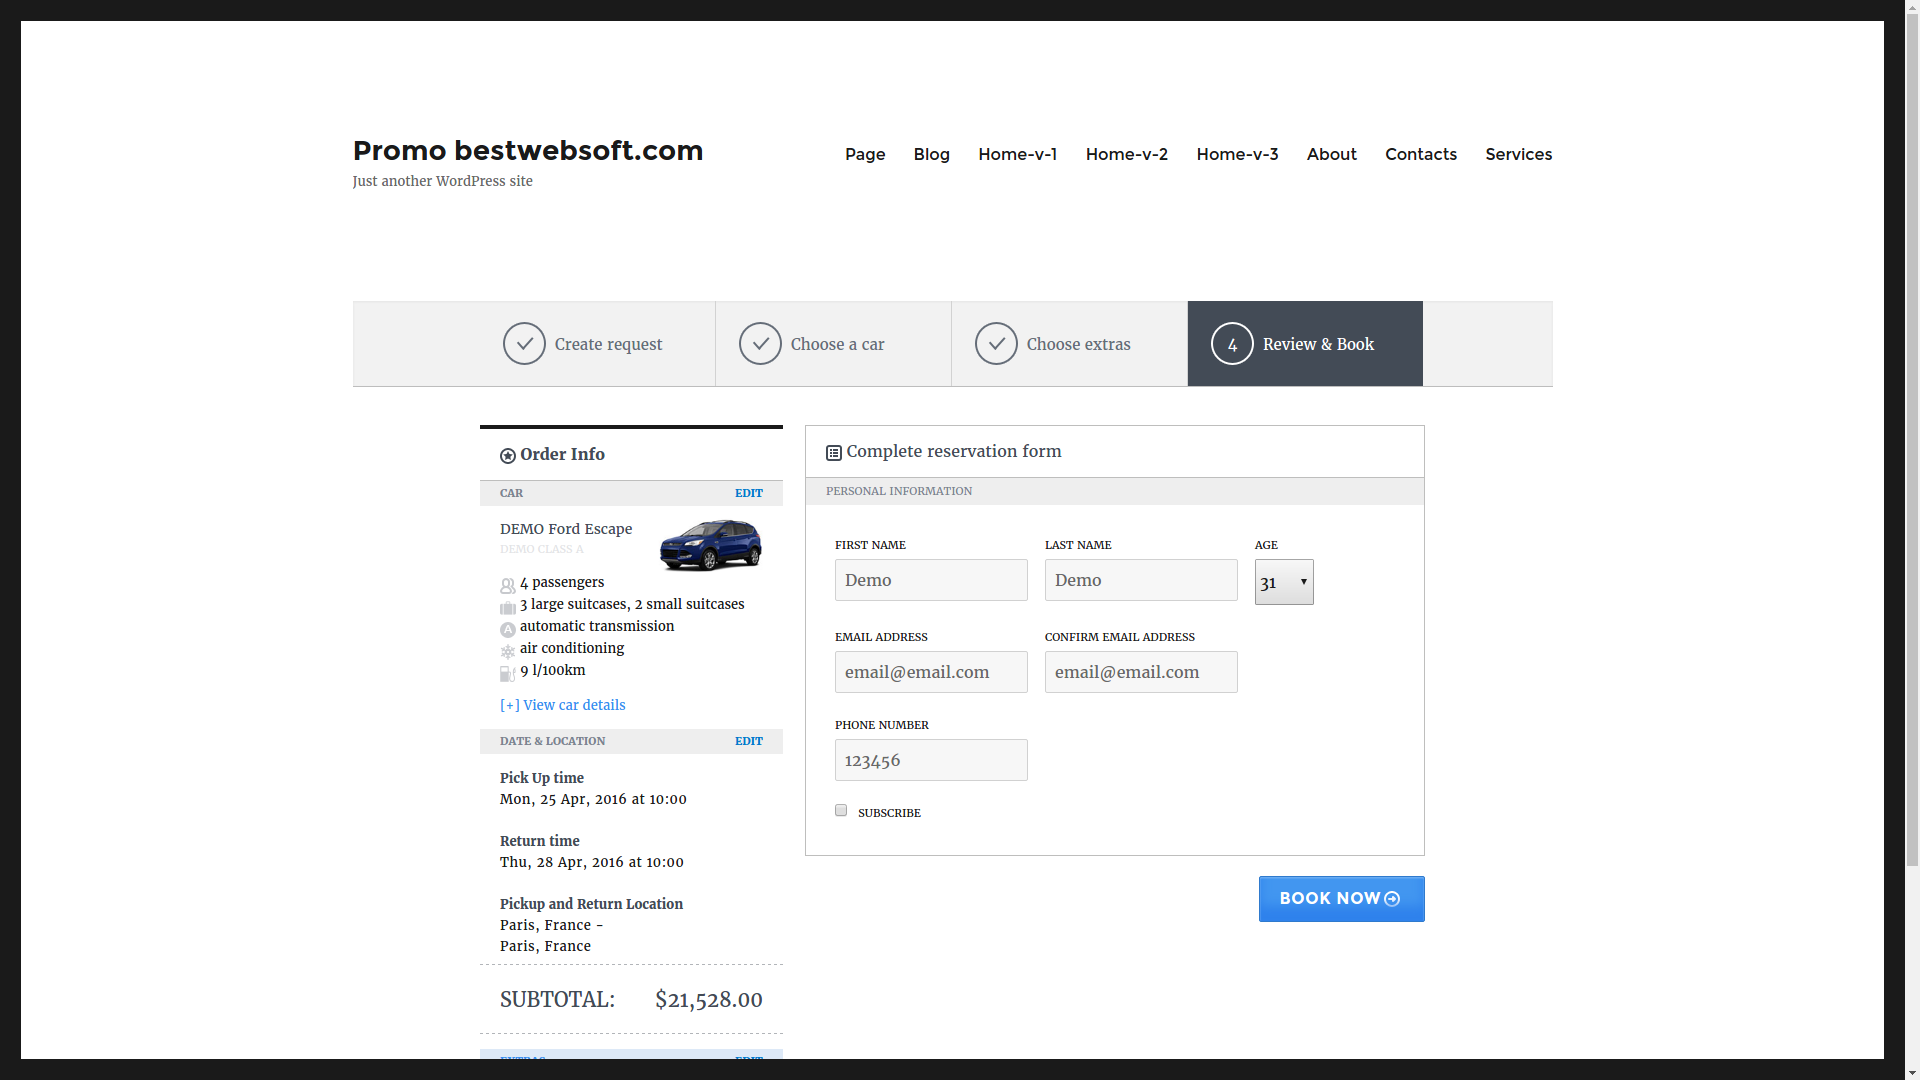 Promo bestwebsoft.com
Just another WordPress site
Page Blog Home-v-1 Home-v-2 Home-v-3 About Contacts Services
Create request
Choose a car
Choose extras
4 Review & Book
Order Info
CAR EDIT
DEMO Ford Escape
DEMO CLASS A
4 passengers
3 large suitcases, 2 small suitcases
A automatic transmission
air conditioning
9 l/100km
[+] View car details
DATE & LOCATION EDIT
Pick Up time
Mon, 25 Apr, 2016 at 10:00
Return time
Thu, 28 Apr, 2016 at 10:00
Pickup and Return Location
Paris, France -
Paris, France
SUBTOTAL: $21,528.00
EXTRAS EDIT
Complete reservation form
PERSONAL INFORMATION
FIRST NAME LAST NAME AGE
Demo Demo 31
EMAIL ADDRESS CONFIRM EMAIL ADDRESS
email@email.com email@email.com
PHONE NUMBER
123456
SUBSCRIBE
BOOK NOW